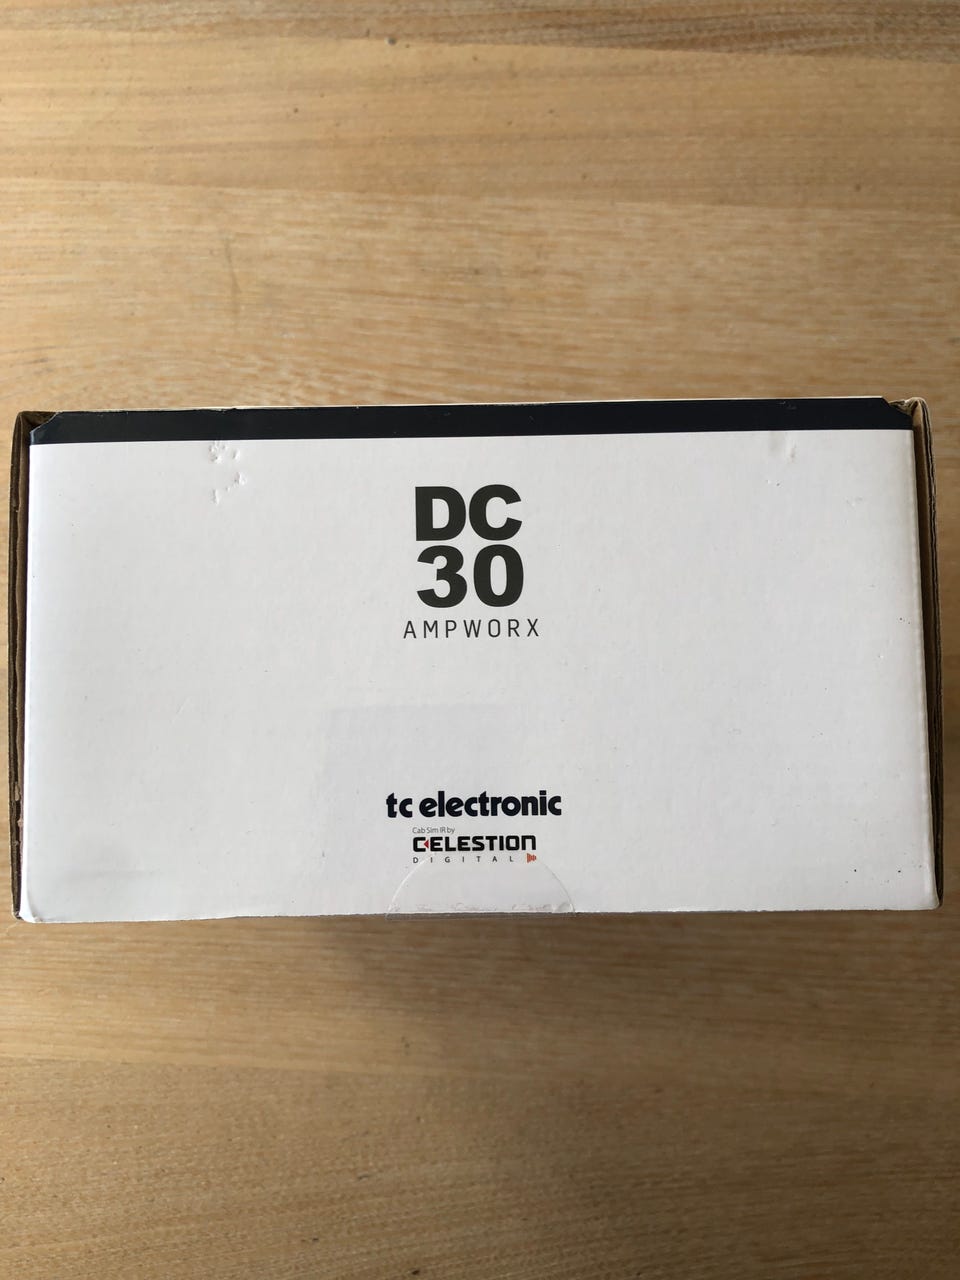 DC
30
AMPWORX
tc electronic
Cab Sim IR by
CELESTION
DIGITAL